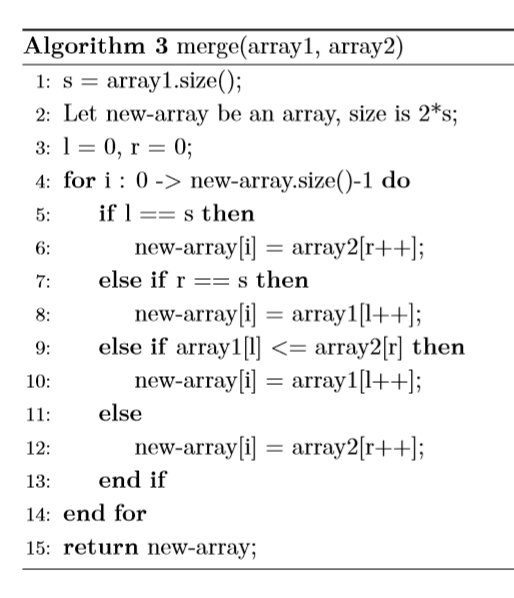 Algorithm 3 merge(array1, array2)
1: s = array1.size();
2: Let new-array be an array, size is 2*s;
3: l = 0, r = 0;
4: for i : 0 -> new-array.size()-1 do
5: if l == s then
6: new-array[i] = array2[r++];
7: else if r == s then
8: new-array[i] = array1[l++];
9: else if array1[l] <= array2[r] then
10: new-array[i] = array1[l++];
11: else
12: new-array[i] = array2[r++];
13: end if
14: end for
15: return new-array;